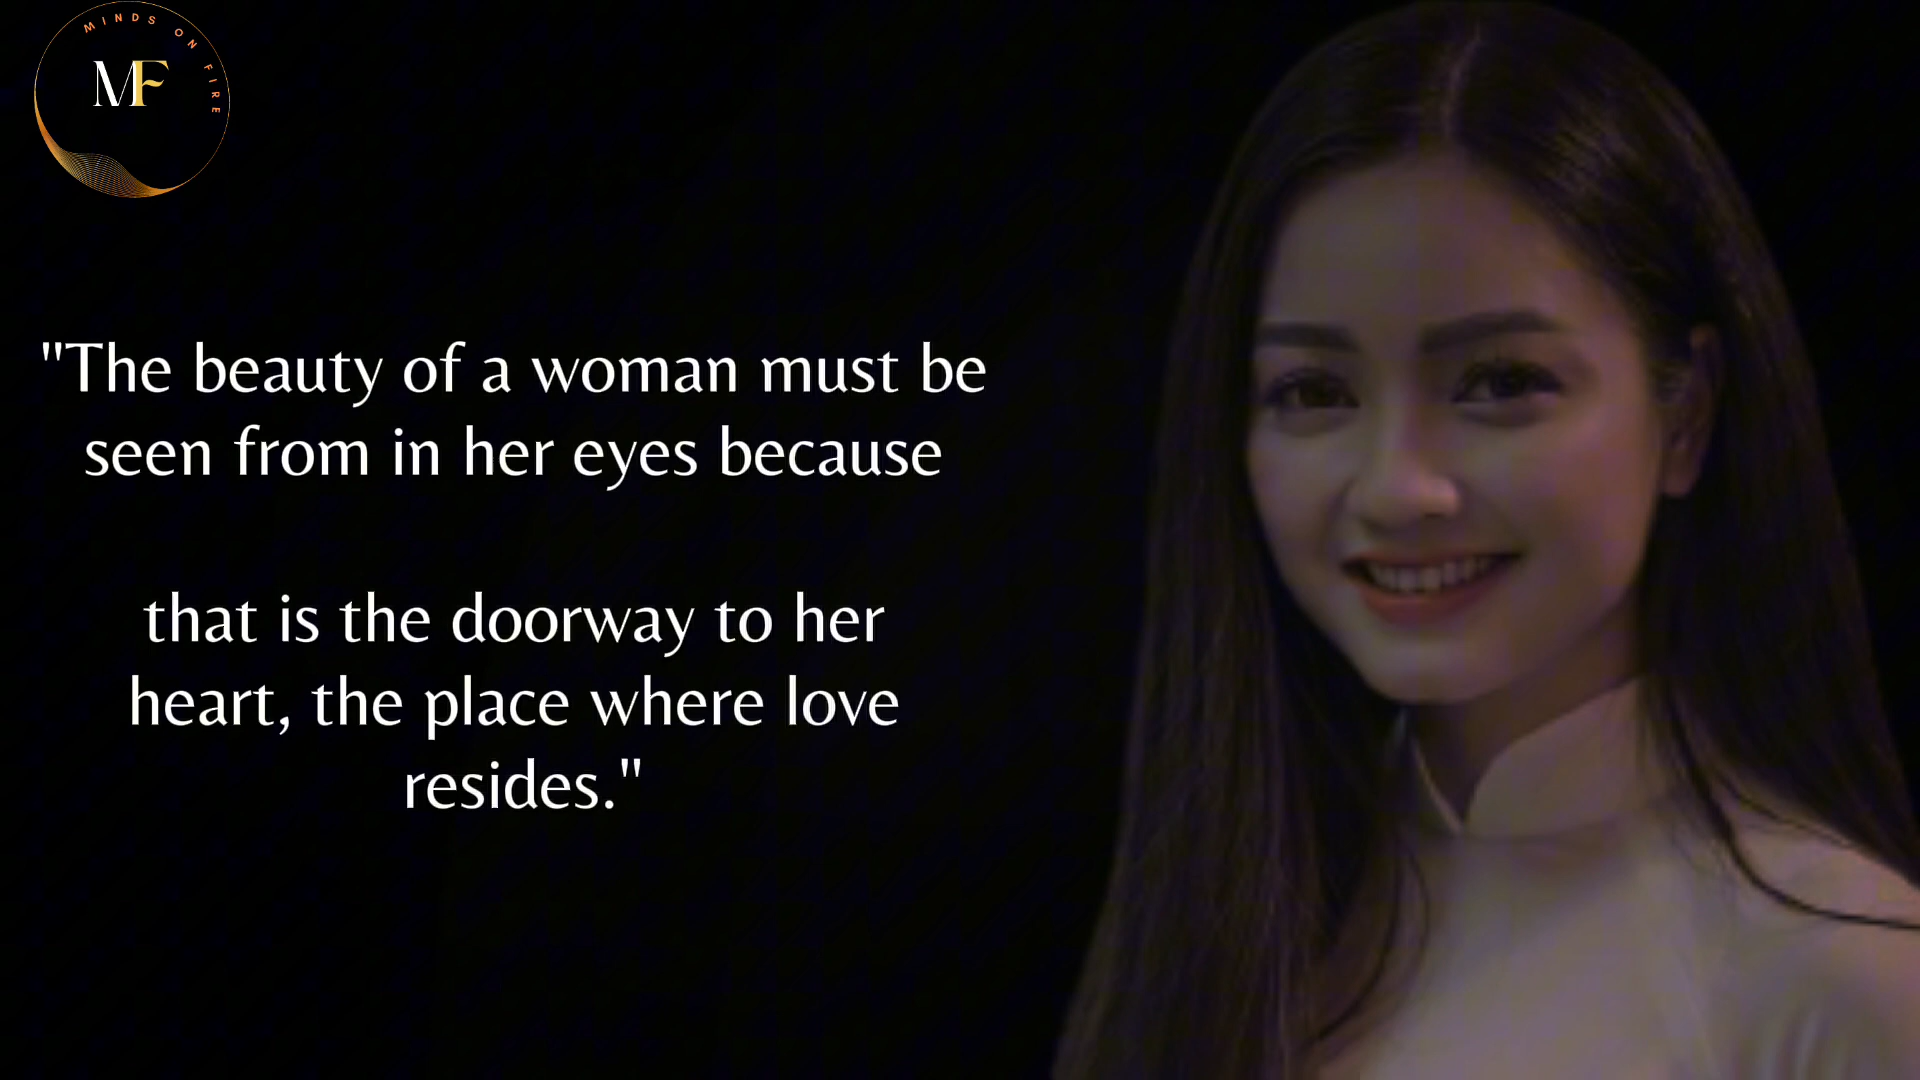 MINDS ON FIRE
MF
"The beauty of a woman must be
seen from in her eyes because
that is the doorway to her
heart, the place where love
resides."